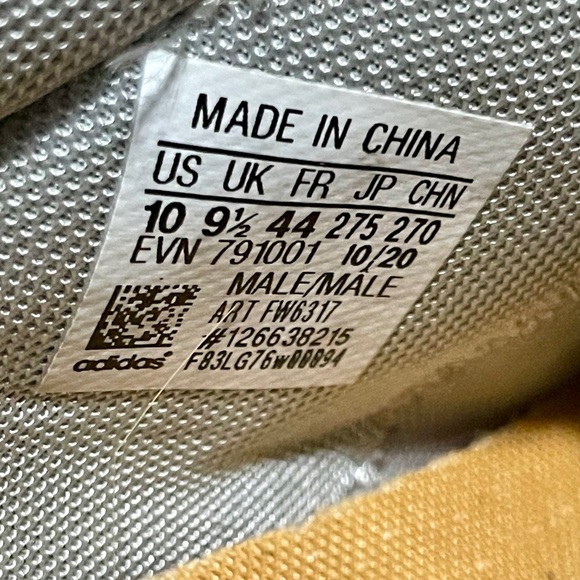 MADE IN CHINA
US UK FR JP CHN
10 9½ 44 275 270
EVN 791001 10/20
MALE/MALE
ART FW6317
#126638215
adidas® F83LG76w00094